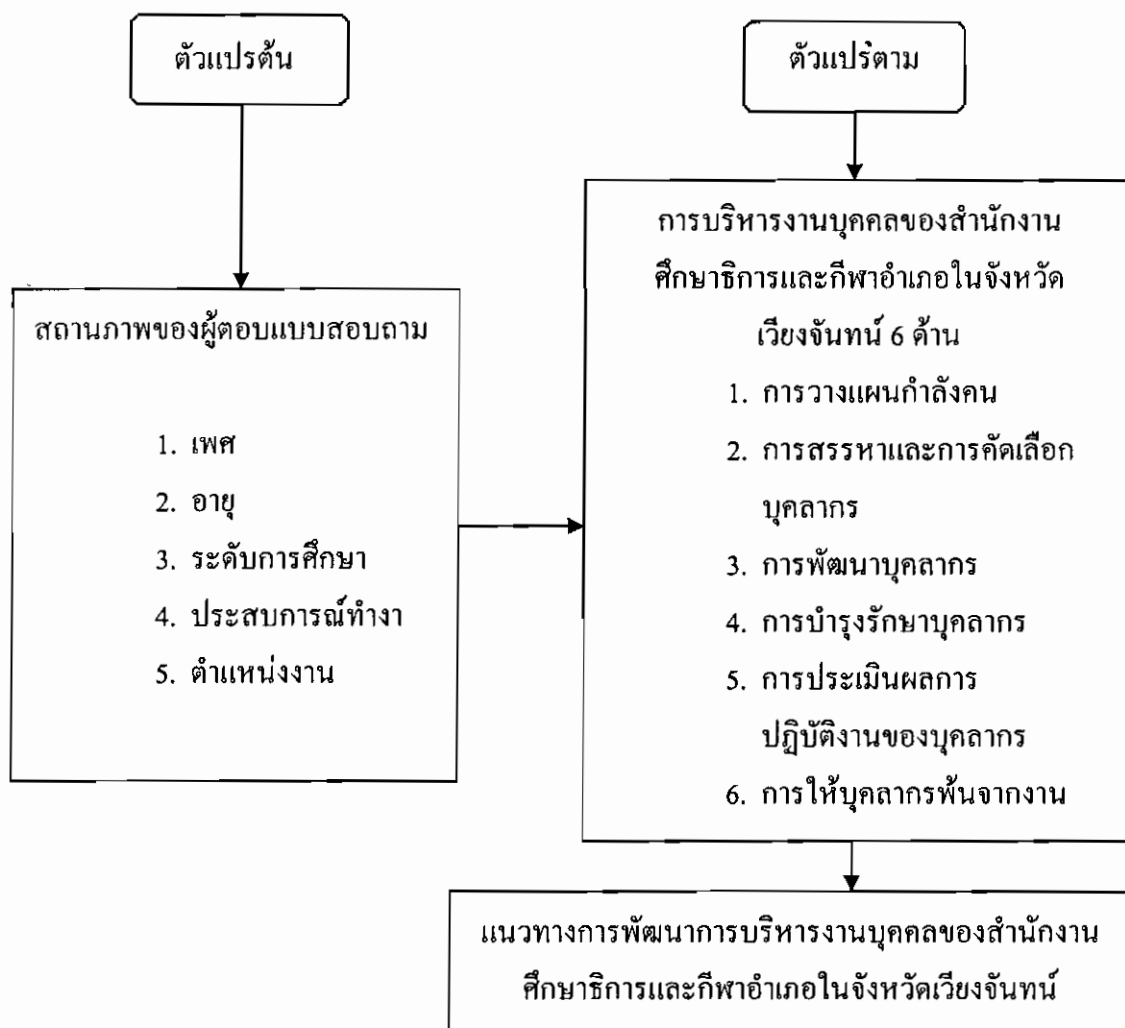 ตัวแปรต้น
ตัวแปรตาม
สถานภาพของผู้ตอบแบบสอบถาม
1. เพศ
2. อายุ
3. ระดับการศึกษา
4. ประสบการณ์ทำงา
5. ตำแหน่งงาน
การบริหารงานบุคคลของสำนักงาน
ศึกษาธิการและกีฬาอำเภอในจังหวัด
เวียงจันทน์ 6 ด้าน
1. การวางแผนกำลังคน
2. การสรรหาและการคัดเลือก
บุคลากร
3. การพัฒนาบุคลากร
4. การบำรุงรักษาบุคลากร
5. การประเมินผลการ
ปฏิบัติงานของบุคลากร
6. การให้บุคลากรพ้นจากงาน
แนวทางการพัฒนาการบริหารงานบุคคลของสำนักงาน
ศึกษาธิการและกีฬาอำเภอในจังหวัดเวียงจันทน์